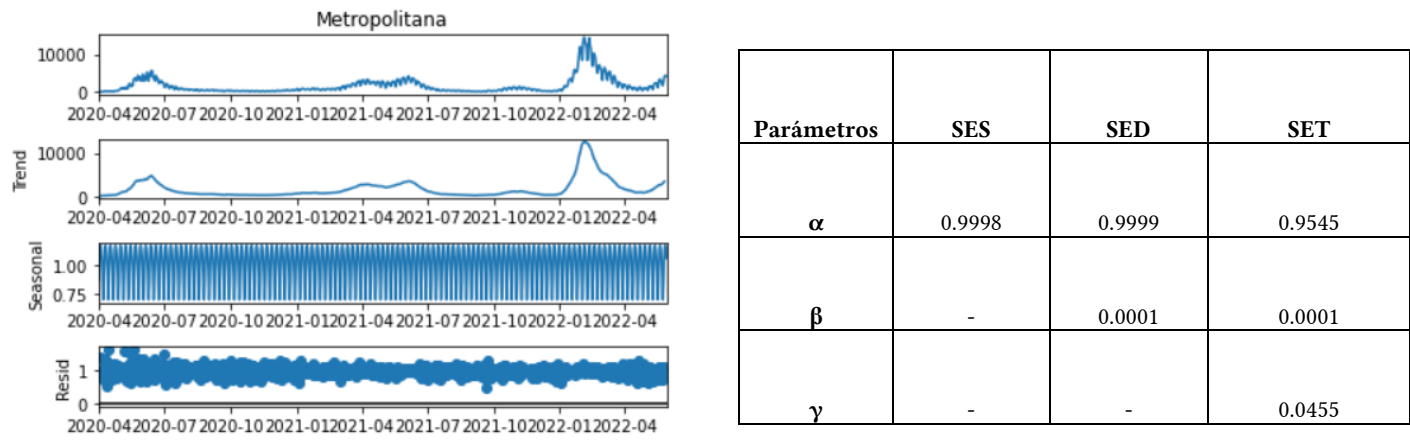 Metropolitana
10000
0
2020-04 2020-07 2020-10 2021-01 2021-04 2021-07 2021-10 2022-01 2022-04
Trend
10000
0
2020-04 2020-07 2020-10 2021-01 2021-04 2021-07 2021-10 2022-01 2022-04
Seasonal
1.00
0.75
2020-04 2020-07 2020-10 2021-01 2021-04 2021-07 2021-10 2022-01 2022-04
Resid
1
0
2020-04 2020-07 2020-10 2021-01 2021-04 2021-07 2021-10 2022-01 2022-04
Parámetros SES SED SET
α 0.9998 0.9999 0.9545
β - 0.0001 0.0001
γ - - 0.0455